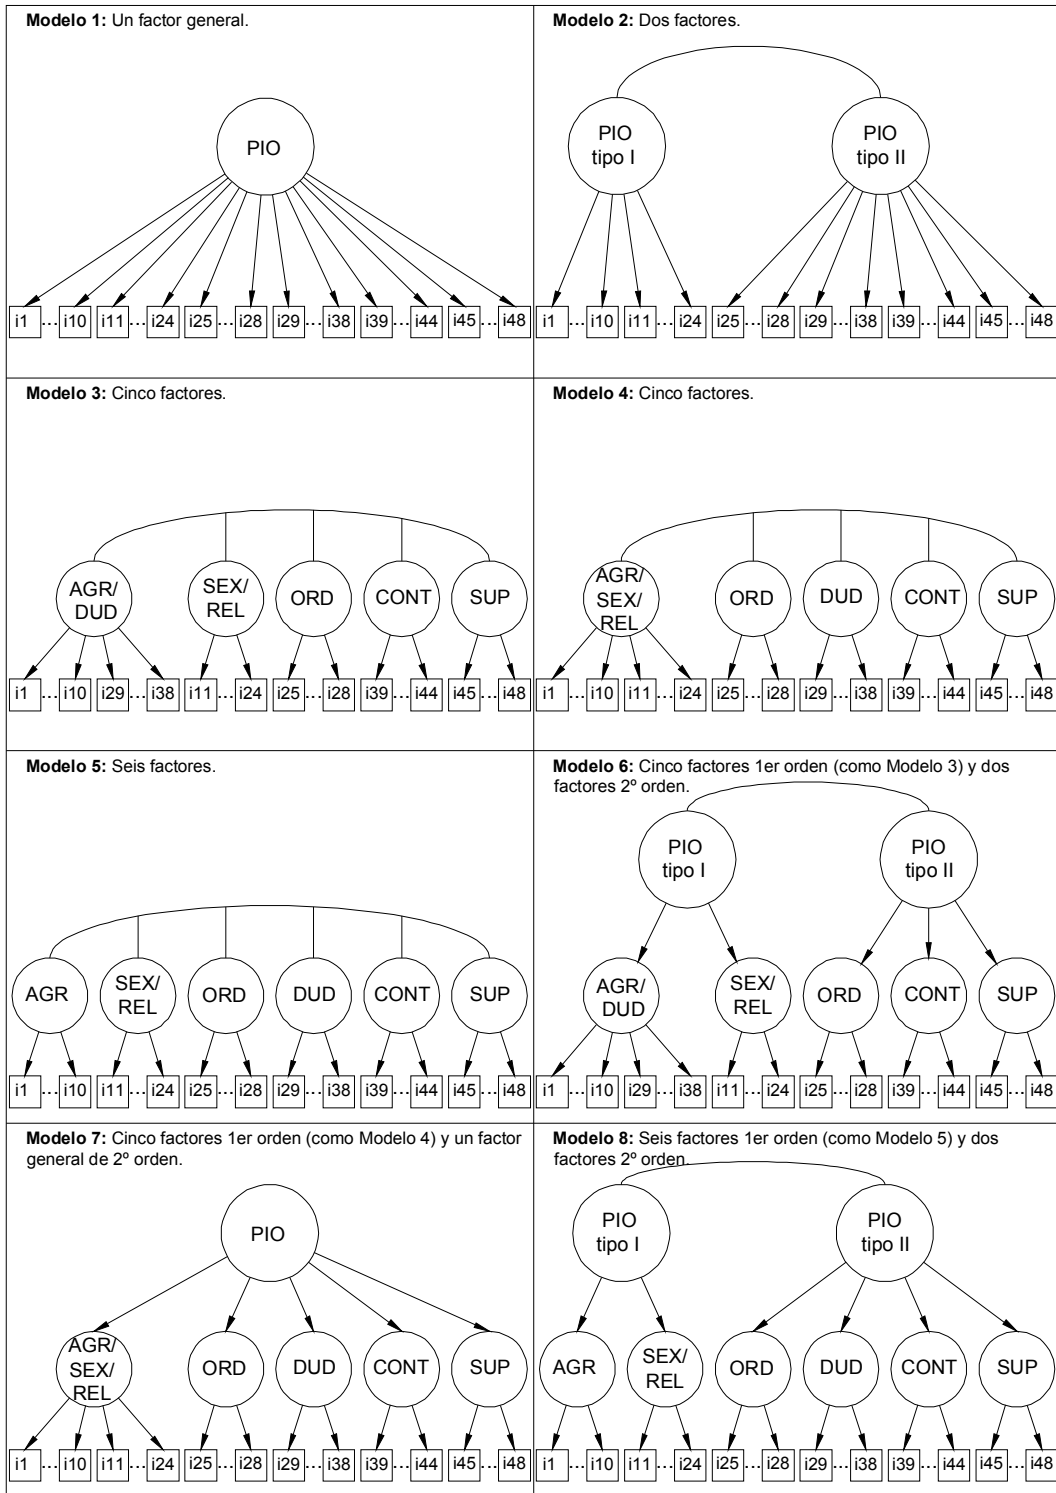 Modelo 1: Un factor general.
PIO
i1 ... i10 i11 ... i24 i25 ... i28 i29 ... i38 i39 ... i44 i45 ... i48
Modelo 2: Dos factores.
PIO
tipo I
PIO
tipo II
i1 ... i10 i11 ... i24 i25 ... i28 i29 ... i38 i39 ... i44 i45 ... i48
Modelo 3: Cinco factores.
AGR/
DUD
SEX/
REL
ORD
CONT
SUP
i1 ... i10 i29 ... i38 i11 ... i24 i25 ... i28 i39 ... i44 i45 ... i48
Modelo 4: Cinco factores.
AGR/
SEX/
REL
ORD
DUD
CONT
SUP
i1 ... i10 i11 ... i24 i25 ... i28 i29 ... i38 i39 ... i44 i45 ... i48
Modelo 5: Seis factores.
AGR
SEX/
REL
ORD
DUD
CONT
SUP
i1 ... i10 i11 ... i24 i25 ... i28 i29 ... i38 i39 ... i44 i45 ... i48
Modelo 6: Cinco factores 1er orden (como Modelo 3) y dos
factores 2º orden.
PIO
tipo I
PIO
tipo II
AGR/
DUD
SEX/
REL
ORD
CONT
SUP
i1 ... i10 i29 ... i38 i11 ... i24 i25 ... i28 i39 ... i44 i45 ... i48
Modelo 7: Cinco factores 1er orden (como Modelo 4) y un factor
general de 2º orden.
PIO
AGR/
SEX/
REL
ORD
DUD
CONT
SUP
i1 ... i10 i11 ... i24 i25 ... i28 i29 ... i38 i39 ... i44 i45 ... i48
Modelo 8: Seis factores 1er orden (como Modelo 5) y dos
factores 2º orden.
PIO
tipo I
PIO
tipo II
AGR
SEX/
REL
ORD
DUD
CONT
SUP
i1 ... i10 i11 ... i24 i25 ... i28 i29 ... i38 i39 ... i44 i45 ... i48